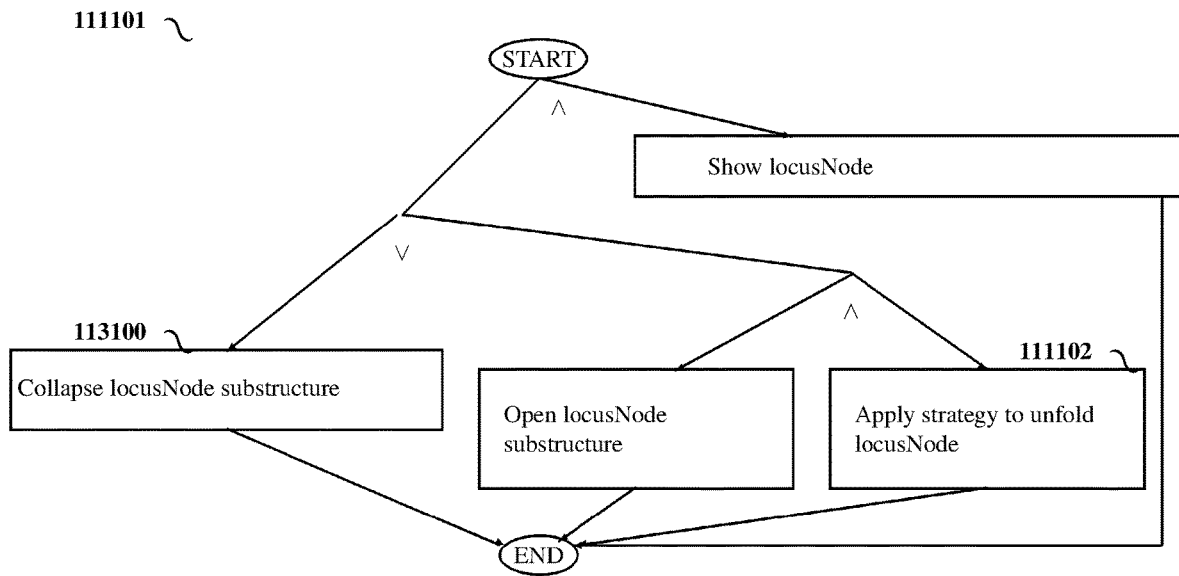 111101
START
∧
Show locusNode
∨
∧
113100
111102
Collapse locusNode substructure
Open locusNode
substructure
Apply strategy to unfold
locusNode
END